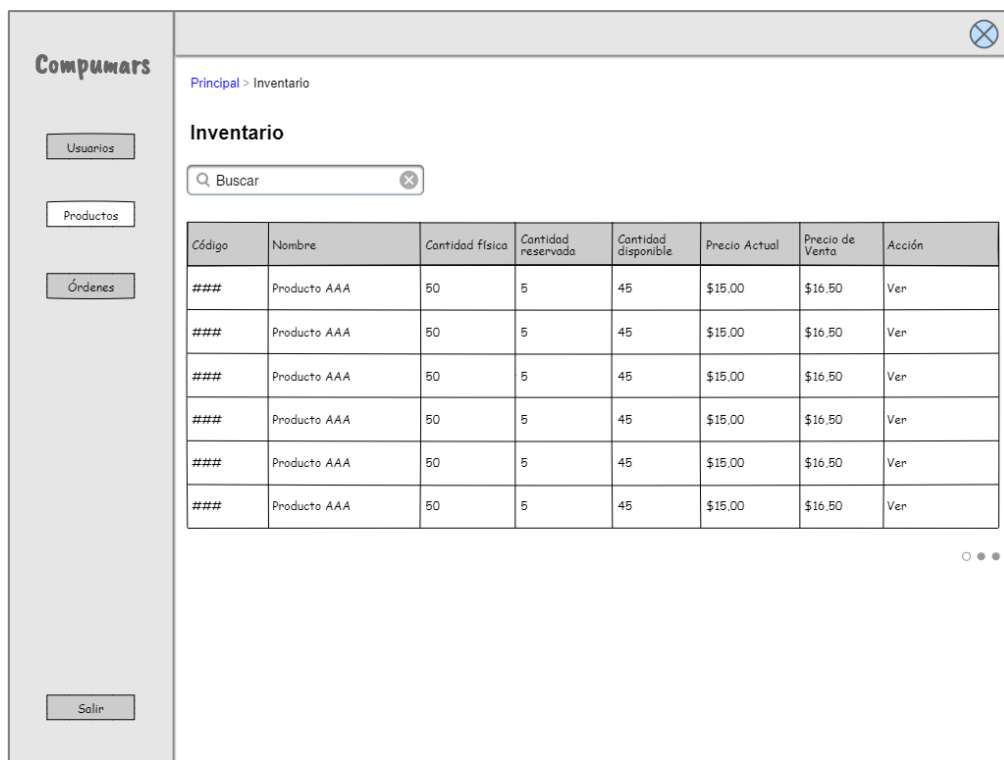 Compumars
Usuarios
Productos
Órdenes
Salir
Principal > Inventario
Inventario
Buscar
Código Nombre Cantidad física Cantidad reservada Cantidad disponible Precio Actual Precio de Venta Acción
### Producto AAA 50 5 45 $15,00 $16,50 Ver
### Producto AAA 50 5 45 $15,00 $16,50 Ver
### Producto AAA 50 5 45 $15,00 $16,50 Ver
### Producto AAA 50 5 45 $15,00 $16,50 Ver
### Producto AAA 50 5 45 $15,00 $16,50 Ver
### Producto AAA 50 5 45 $15,00 $16,50 Ver